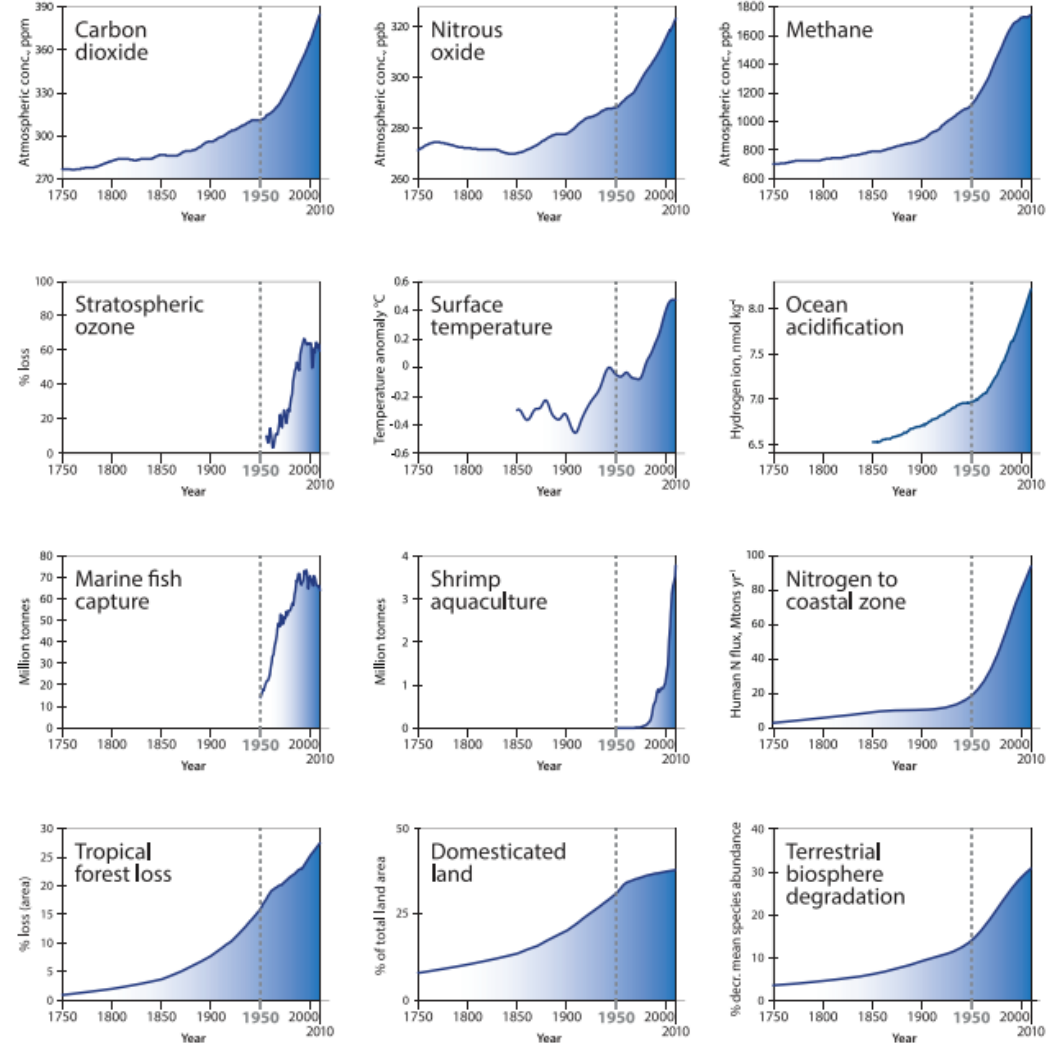 Atmospheric conc., ppm
390
360
330
300
270
Carbon
dioxide
1750 1800 1850 1900 1950 2000
2010
Year
Atmospheric conc., ppb
320
300
280
260
Nitrous
oxide
1750 1800 1850 1900 1950 2000
2010
Year
Atmospheric conc., ppb
1800
1600
1400
1200
1000
800
600
Methane
1750 1800 1850 1900 1950 2000
2010
Year
% loss
100
80
60
40
20
0
Stratospheric
ozone
1750 1800 1850 1900 1950 2000
2010
Year
Temperature anomaly °C
0.6
0.4
0.2
0
-0.2
-0.4
-0.6
Surface
temperature
1750 1800 1850 1900 1950 2000
2010
Year
Hydrogen ion, nmol kg⁻¹
8.0
7.5
7.0
6.5
Ocean
acidification
1750 1800 1850 1900 1950 2000
2010
Year
Million tonnes
80
70
60
50
40
30
20
10
0
Marine fish
capture
1750 1800 1850 1900 1950 2000
2010
Year
Million tonnes
4
3
2
1
0
Shrimp
aquaculture
1750 1800 1850 1900 1950 2000
2010
Year
Human N flux, Mtons yr⁻¹
100
80
60
40
20
0
Nitrogen to
coastal zone
1750 1800 1850 1900 1950 2000
2010
Year
% loss (area)
30
25
20
15
10
5
0
Tropical
forest loss
1750 1800 1850 1900 1950 2000
2010
Year
% of total land area
50
25
0
Domesticated
land
1750 1800 1850 1900 1950 2000
2010
Year
% decr. mean species abundance
40
30
20
10
0
Terrestrial
biosphere
degradation
1750 1800 1850 1900 1950 2000
2010
Year